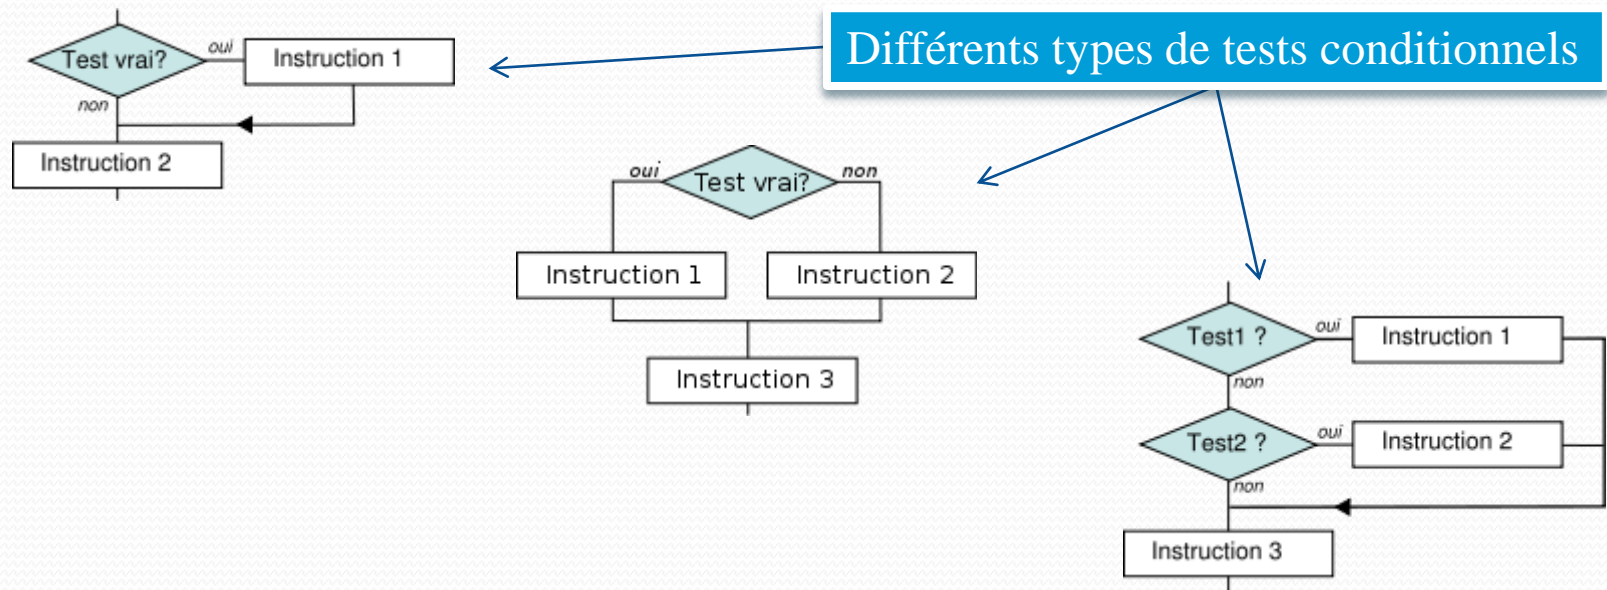 Différents types de tests conditionnels
Test vrai?
oui
Instruction 1
non
Instruction 2
oui
Test vrai?
non
Instruction 1
Instruction 2
Instruction 3
Test1 ?
oui
Instruction 1
non
Test2 ?
oui
Instruction 2
non
Instruction 3